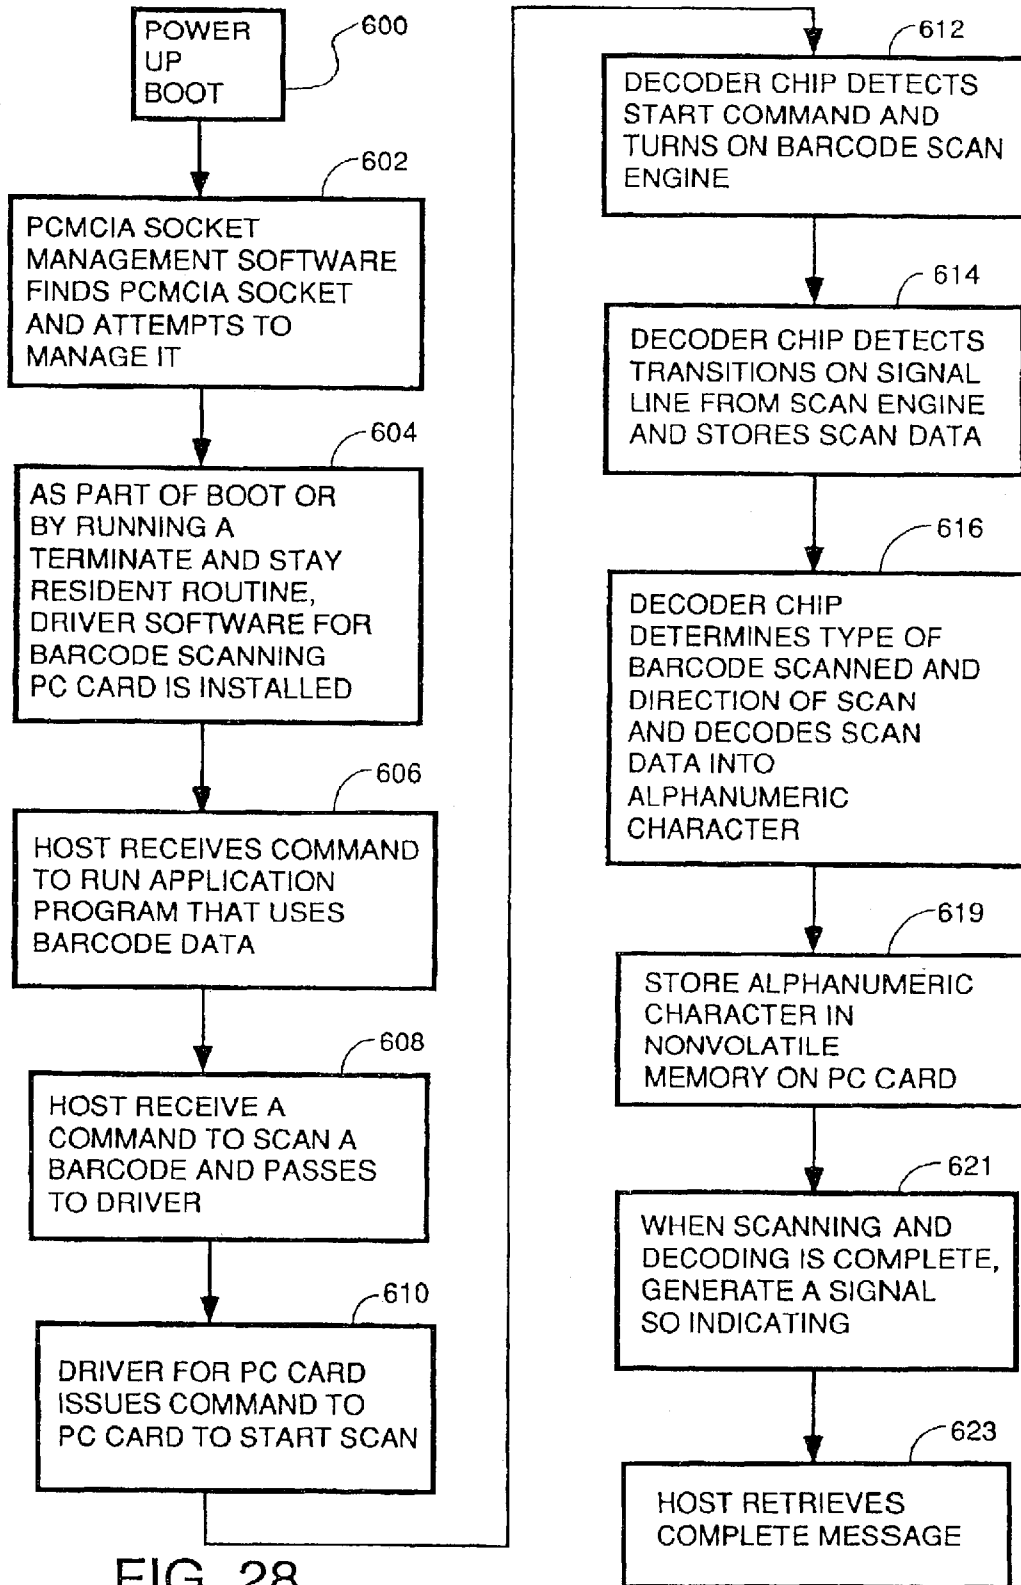 POWER
UP
BOOT
600
602
PCMCIA SOCKET
MANAGEMENT SOFTWARE
FINDS PCMCIA SOCKET
AND ATTEMPTS TO
MANAGE IT
604
AS PART OF BOOT OR
BY RUNNING A
TERMINATE AND STAY
RESIDENT ROUTINE,
DRIVER SOFTWARE FOR
BARCODE SCANNING
PC CARD IS INSTALLED
606
HOST RECEIVES COMMAND
TO RUN APPLICATION
PROGRAM THAT USES
BARCODE DATA
608
HOST RECEIVE A
COMMAND TO SCAN A
BARCODE AND PASSES
TO DRIVER
610
DRIVER FOR PC CARD
ISSUES COMMAND TO
PC CARD TO START SCAN
612
DECODER CHIP DETECTS
START COMMAND AND
TURNS ON BARCODE SCAN
ENGINE
614
DECODER CHIP DETECTS
TRANSITIONS ON SIGNAL
LINE FROM SCAN ENGINE
AND STORES SCAN DATA
616
DECODER CHIP
DETERMINES TYPE OF
BARCODE SCANNED AND
DIRECTION OF SCAN
AND DECODES SCAN
DATA INTO
ALPHANUMERIC
CHARACTER
619
STORE ALPHANUMERIC
CHARACTER IN
NONVOLATILE
MEMORY ON PC CARD
621
WHEN SCANNING AND
DECODING IS COMPLETE,
GENERATE A SIGNAL
SO INDICATING
623
HOST RETRIEVES
COMPLETE MESSAGE
FIG. 28